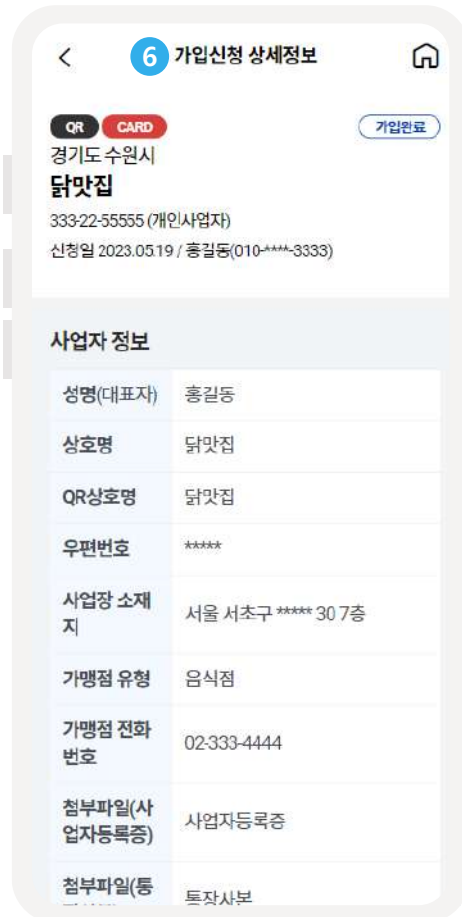 6 가입신청 상세정보
QR CARD 가입완료
경기도 수원시
닭맛집
333-22-55555 (개인사업자)
신청일 2023.05.19 / 홍길동(010-****-3333)
사업자 정보
성명(대표자) 홍길동
상호명 닭맛집
QR상호명 닭맛집
우편번호 *****
사업장 소재
지
서울 서초구 ***** 30 7층
가맹점 유형 음식점
가맹점 전화
번호
02-333-4444
첨부파일(사
업자등록증)
사업자등록증
첨부파일(통
통장사본